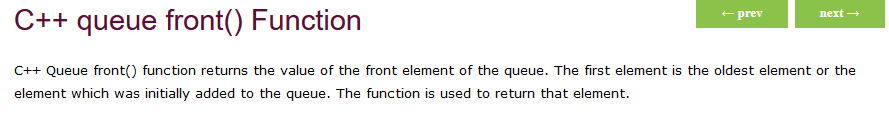 C++ queue front() Function
← prev
next →
C++ Queue front() function returns the value of the front element of the queue. The first element is the oldest element or the
element which was initially added to the queue. The function is used to return that element.